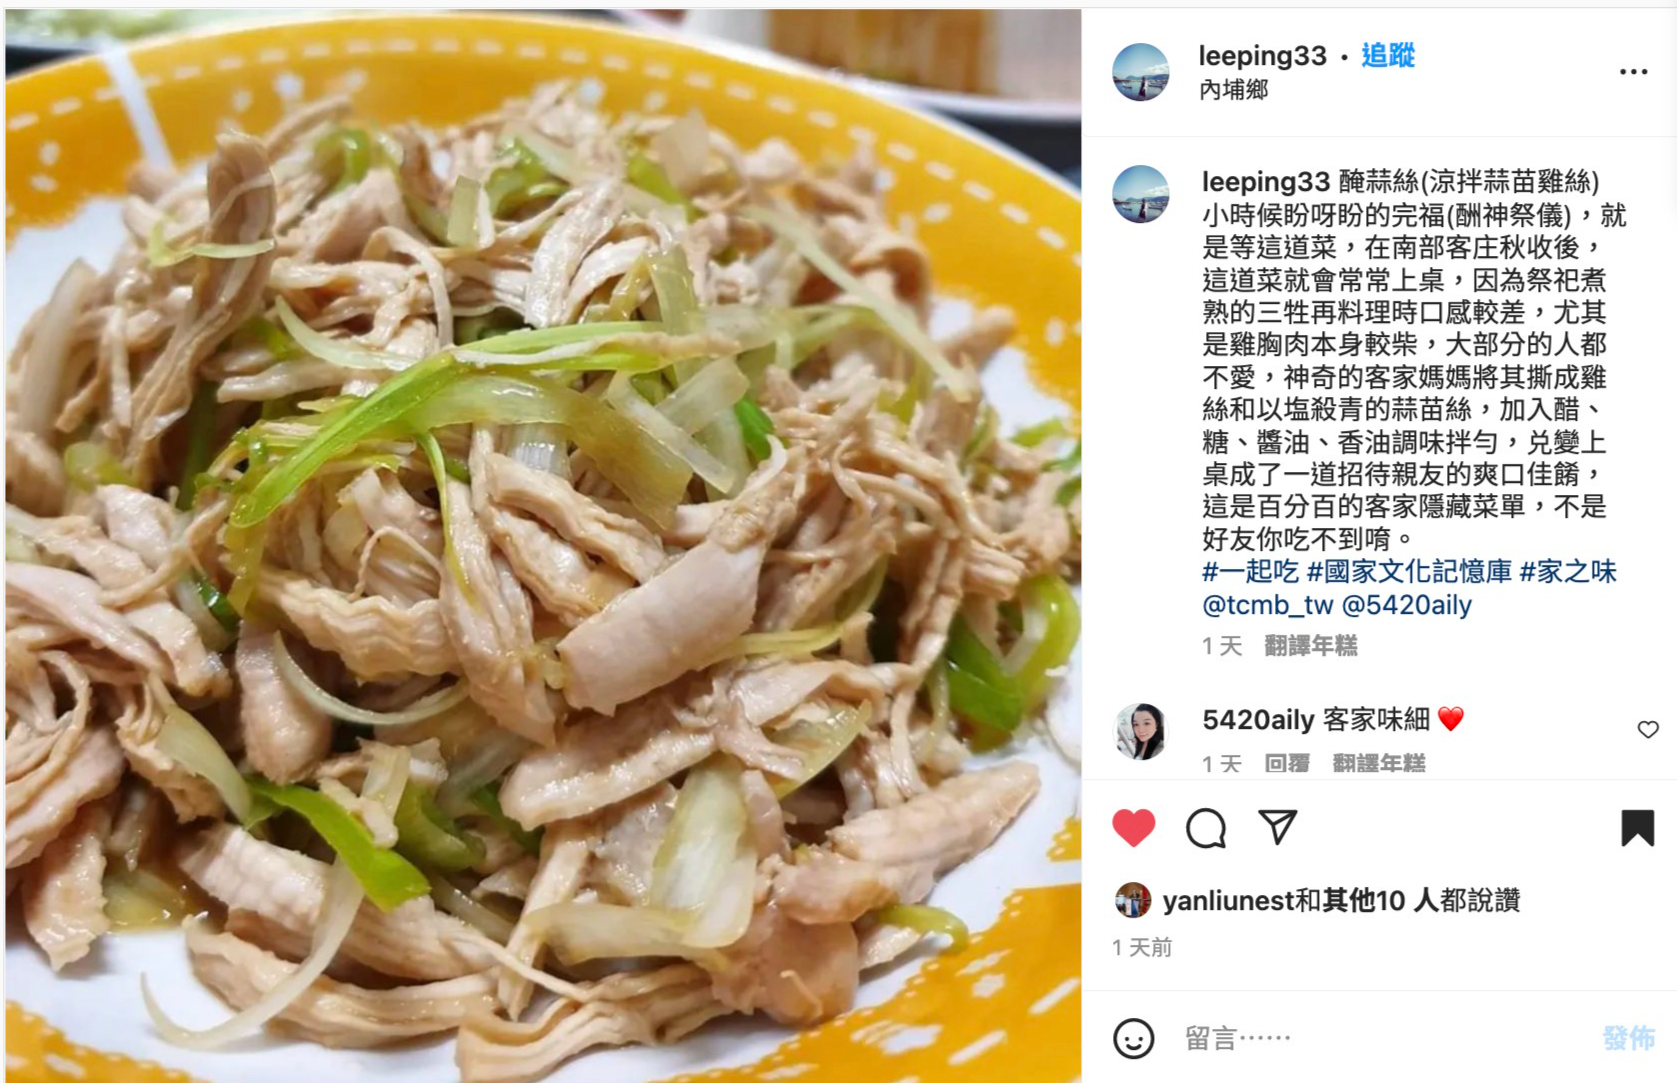 leeping33 • 追蹤
內埔鄉
leeping33 醃蒜絲(涼拌蒜苗雞絲)
小時候盼呀盼的完福(酬神祭儀)，就
是等這道菜，在南部客庄秋收後，
這道菜就會常常上桌，因為祭祀煮
熟的三牲再料理時口感較差，尤其
是雞胸肉本身較柴，大部分的人都
不愛，神奇的客家媽媽將其撕成雞
絲和以塩殺青的蒜苗絲，加入醋、
糖、醬油、香油調味拌勻，兌變上
桌成了一道招待親友的爽口佳餚，
這是百分百的客家隱藏菜單，不是
好友你吃不到唷。
#一起吃 #國家文化記憶庫 #家之味
@tcmb_tw @5420aily
1 天 翻譯年糕
5420aily 客家味細 ❤️
1 天 回覆 翻譯年糕
yanliunest和其他10 人都說讚
1 天前
留言⋯⋯ 發佈